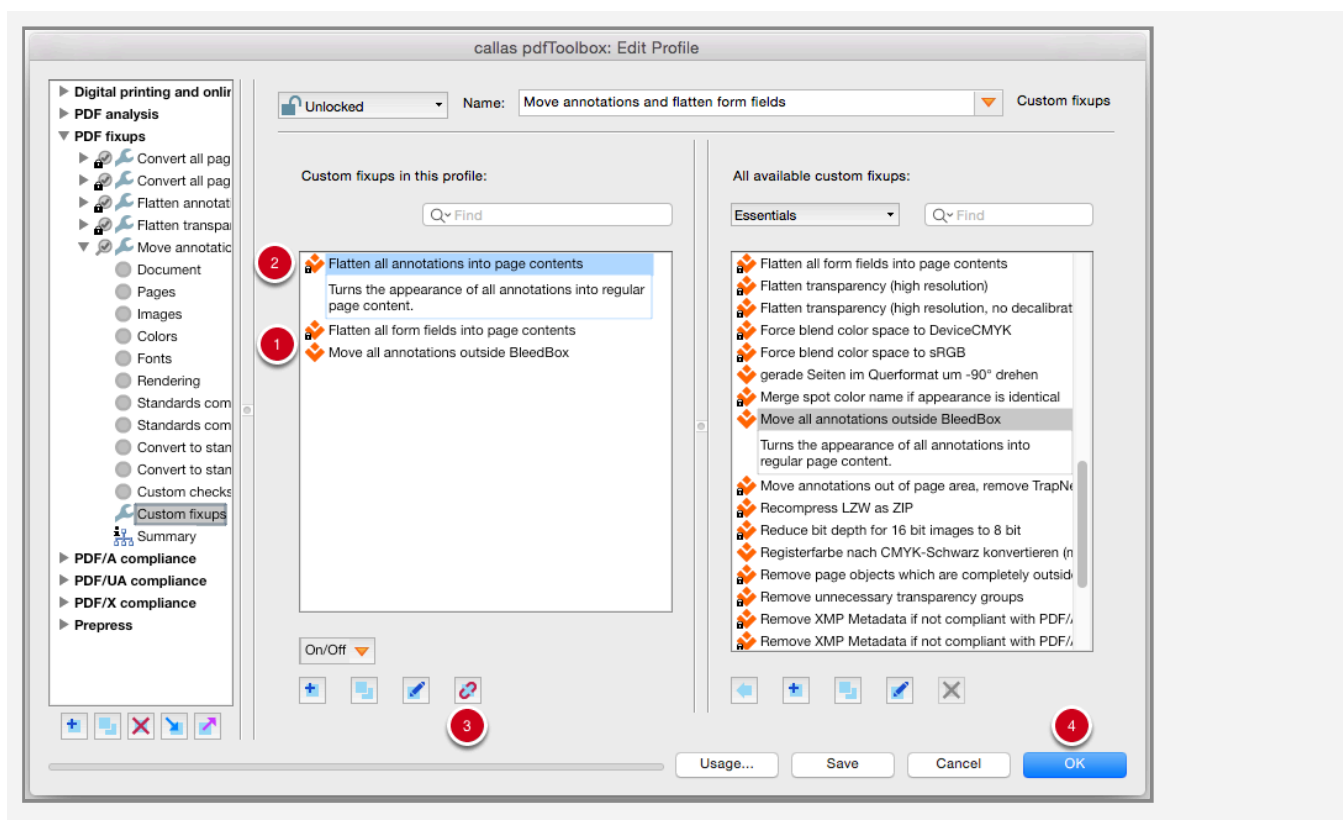 callas pdfToolbox: Edit Profile
Digital printing and onlin
PDF analysis
PDF fixups
Convert all pag
Convert all pag
Flatten annotati
Flatten transpar
Move annotatic
Document
Pages
Images
Colors
Fonts
Rendering
Standards com
Standards com
Convert to stan
Convert to stan
Custom checks
Custom fixups
Summary
PDF/A compliance
PDF/UA compliance
PDF/X compliance
Prepress
Unlocked
Name:
Move annotations and flatten form fields
Custom fixups
Custom fixups in this profile:
Find
2
Flatten all annotations into page contents
Turns the appearance of all annotations into regular
page content.
Flatten all form fields into page contents
1
Move all annotations outside BleedBox
On/Off
3
All available custom fixups:
Essentials
Find
Flatten all form fields into page contents
Flatten transparency (high resolution)
Flatten transparency (high resolution, no decalibrat
Force blend color space to DeviceCMYK
Force blend color space to sRGB
gerade Seiten im Querformat um -90° drehen
Merge spot color name if appearance is identical
Move all annotations outside BleedBox
Turns the appearance of all annotations into
regular page content.
Move annotations out of page area, remove TrapNe
Recompress LZW as ZIP
Reduce bit depth for 16 bit images to 8 bit
Registerfarbe nach CMYK-Schwarz konvertieren (n
Remove page objects which are completely outside
Remove unnecessary transparency groups
Remove XMP Metadata if not compliant with PDF/
Remove XMP Metadata if not compliant with PDF/
4
Usage...
Save
Cancel
OK